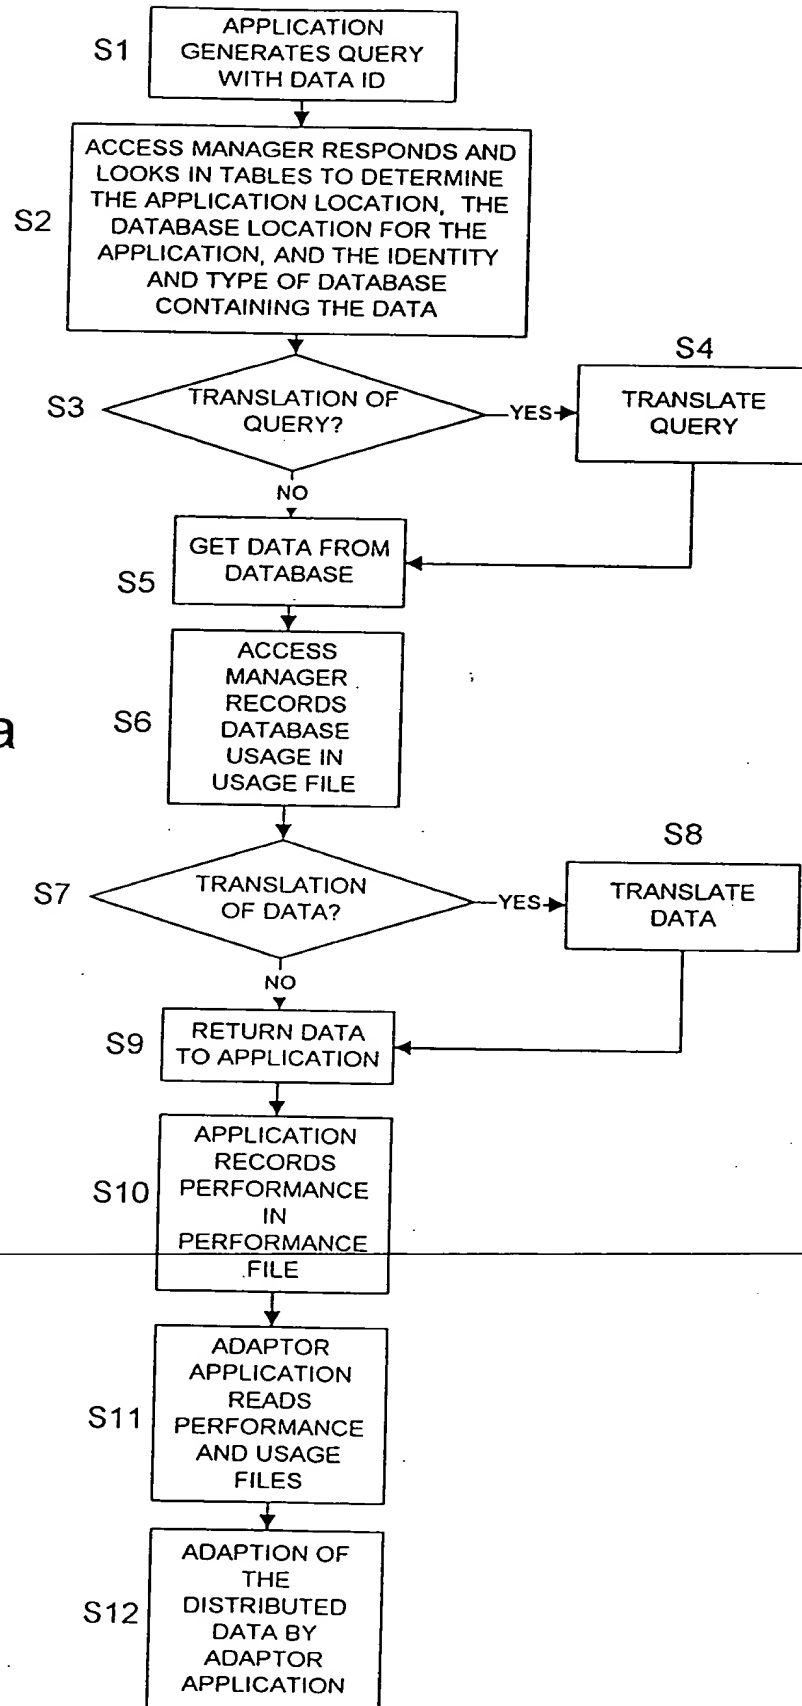 S1
APPLICATION
GENERATES QUERY
WITH DATA ID
S2
ACCESS MANAGER RESPONDS AND
LOOKS IN TABLES TO DETERMINE
THE APPLICATION LOCATION, THE
DATABASE LOCATION FOR THE
APPLICATION, AND THE IDENTITY
AND TYPE OF DATABASE
CONTAINING THE DATA
S3
TRANSLATION OF
QUERY?
YES
S4
TRANSLATE
QUERY
NO
S5
GET DATA FROM
DATABASE
S6
ACCESS
MANAGER
RECORDS
DATABASE
USAGE IN
USAGE FILE
a
S7
TRANSLATION
OF DATA?
YES
S8
TRANSLATE
DATA
NO
S9
RETURN DATA
TO APPLICATION
S10
APPLICATION
RECORDS
PERFORMANCE
IN
PERFORMANCE
FILE
S11
ADAPTOR
APPLICATION
READS
PERFORMANCE
AND USAGE
FILES
S12
ADAPTION OF
THE
DISTRIBUTED
DATA BY
ADAPTOR
APPLICATION